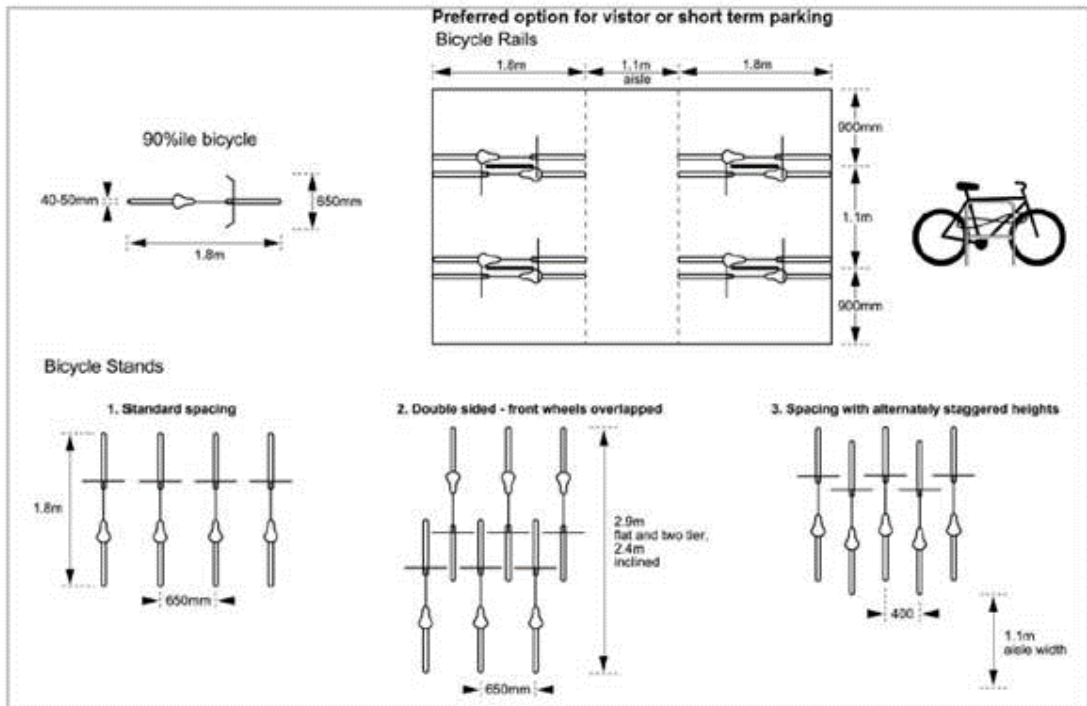 Preferred option for vistor or short term parking
Bicycle Rails
1.8m
1.1m
aisle
1.8m
90%ile bicycle
40-50mm
650mm
1.8m
900mm
1.1m
900mm
Bicycle Stands
1. Standard spacing
1.8m
650mm
2. Double sided - front wheels overlapped
2.9m
flat and two tier,
2.4m
inclined
650mm
3. Spacing with alternately staggered heights
400
1.1m
aisle width